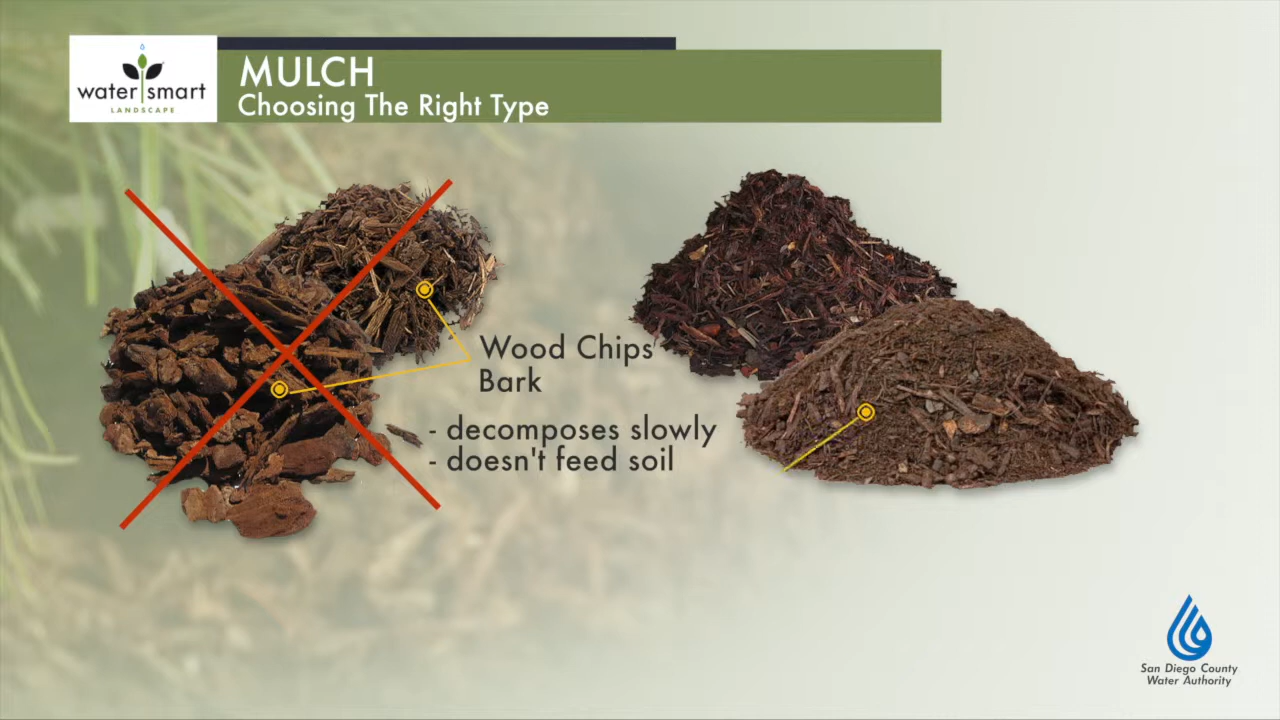 water smart
LANDSCAPE
MULCH
Choosing The Right Type
Wood Chips
Bark
- decomposes slowly
- doesn't feed soil
San Diego County
Water Authority